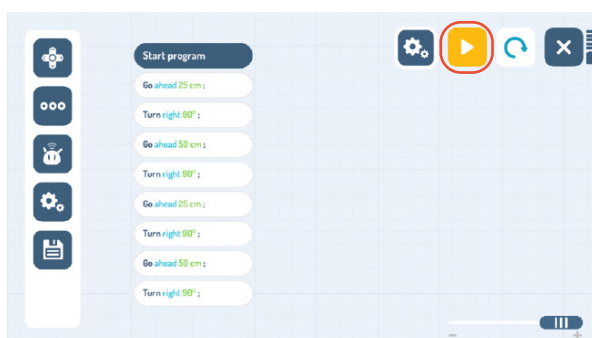 Start program
Go ahead 25 cm ;
Turn right 90° ;
Go ahead 50 cm ;
Turn right 90° ;
Go ahead 25 cm ;
Turn right 90° ;
Go ahead 50 cm ;
Turn right 90° ;